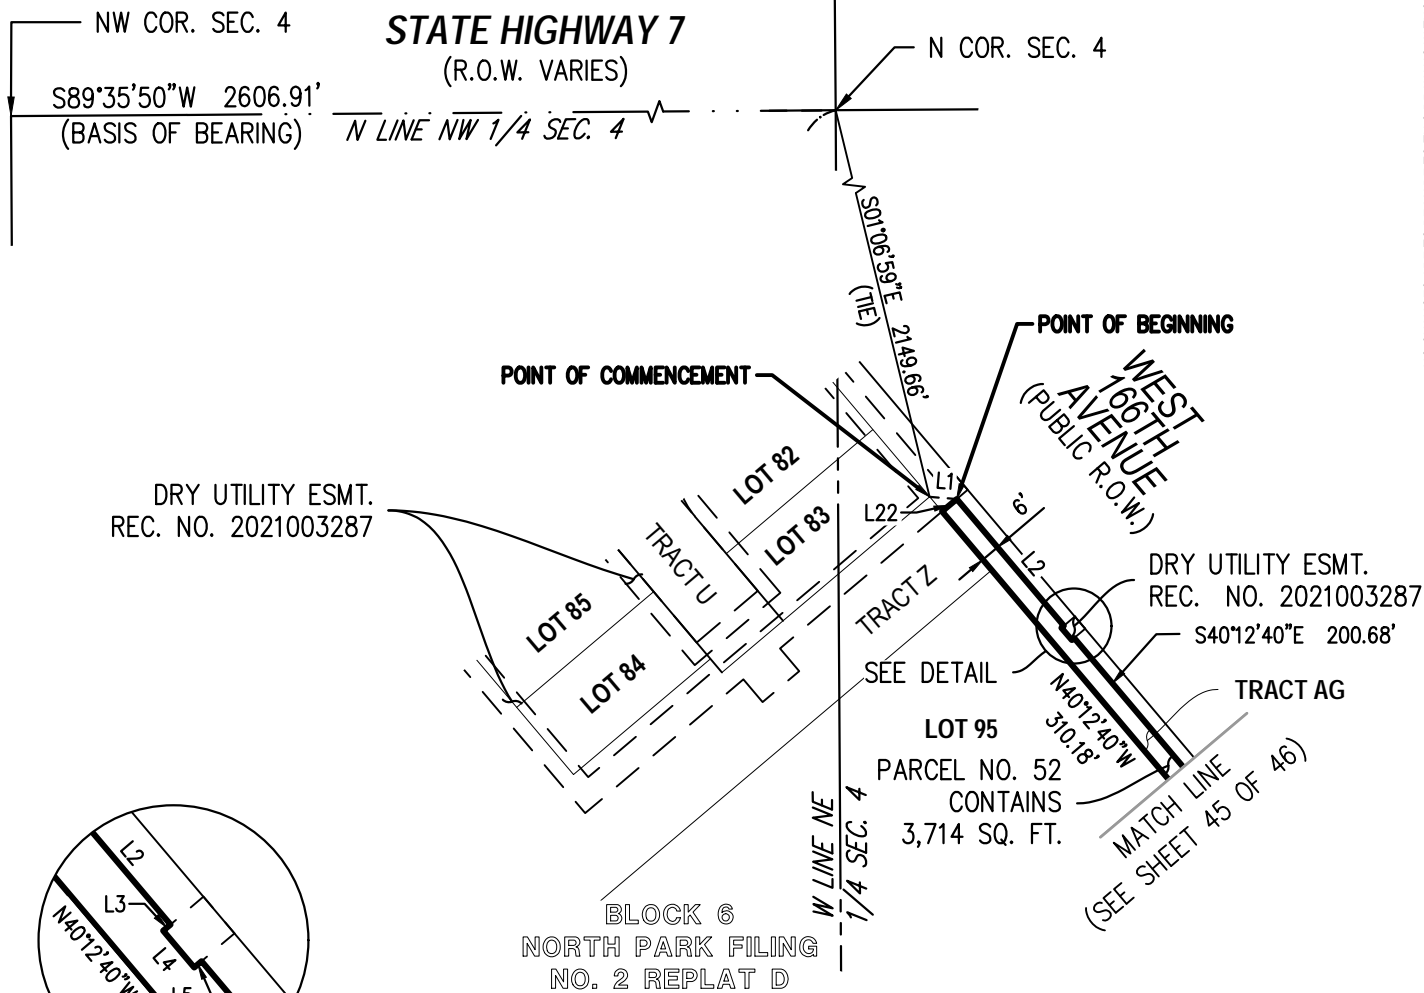 NW COR. SEC. 4
STATE HIGHWAY 7
(R.O.W. VARIES)
N COR. SEC. 4
S89°35'50"W 2606.91'
(BASIS OF BEARING)
N LINE NW 1/4 SEC. 4
S01°06'59"E 2149.66'
(TIE)
POINT OF BEGINNING
POINT OF COMMENCEMENT
WEST
166TH
AVENUE
(PUBLIC R.O.W.)
L1
L22
6'
L2
LOT 82
LOT 83
DRY UTILITY ESMT.
REC. NO. 2021003287
TRACT U
TRACT Z
LOT 85
LOT 84
DRY UTILITY ESMT.
REC. NO. 2021003287
S40°12'40"E 200.68'
SEE DETAIL
N40°12'40"W
310.18'
TRACT AG
LOT 95
PARCEL NO. 52
CONTAINS
3,714 SQ. FT.
MATCH LINE
(SEE SHEET 45 OF 46)
W LINE NE
1/4 SEC. 4
BLOCK 6
NORTH PARK FILING
NO. 2 REPLAT D
L2
L3
L4
L5
N40°12'40"W